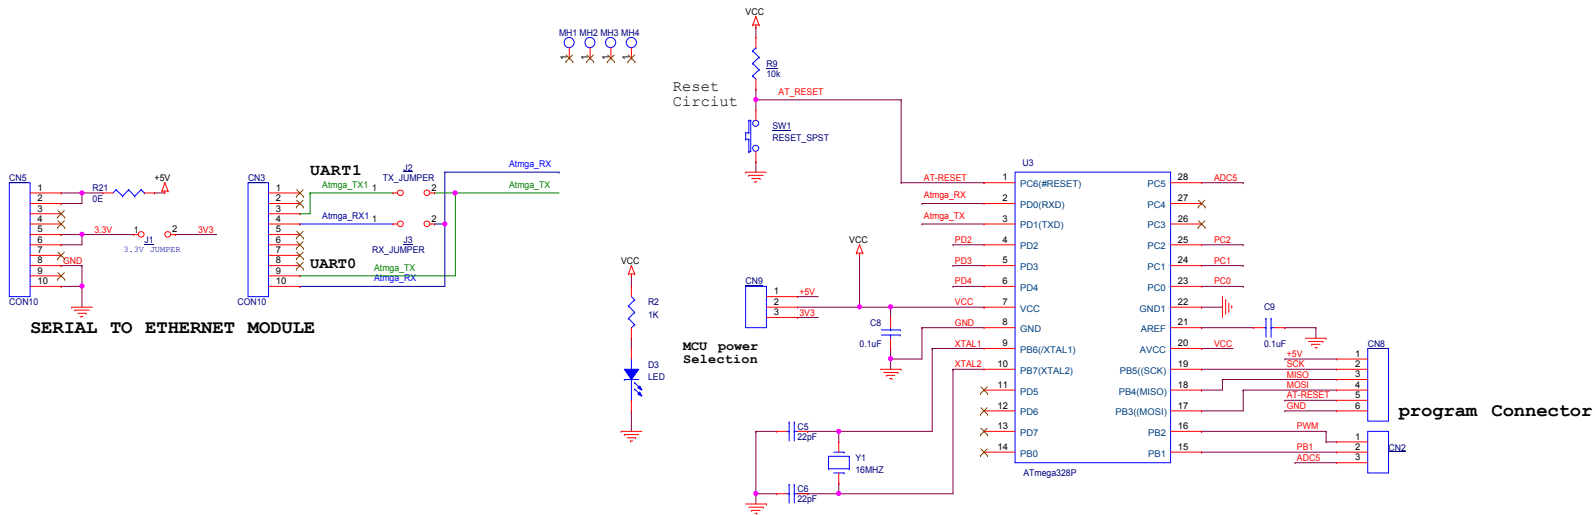 VCC
MH1 MH2 MH3 MH4
1 1 1 1
R9
10k
Reset
Circiut
AT_RESET
SW1
RESET_SPST
CN5
1
2
3
4
5
6
7
8
9
10
CON10
R21
0E
+5V
3.3V
1
2
J1
3V3
3.3V JUMPER
GND
SERIAL TO ETHERNET MODULE
CN3
1
2
3
4
5
6
7
8
9
10
CON10
UART1
Atmga_TX1
1
J2
TX_JUMPER
2
Atmga_RX
Atmga_TX
Atmga_RX1
1
2
J3
RX_JUMPER
UART0
Atmga_TX
Atmga_RX
VCC
R2
1K
D3
LED
CN9
1
2
3
+5V
3V3
MCU power
Selection
VCC
C8
0.1uF
C5
22pF
Y1
16MHZ
C6
22pF
U3
AT-RESET
1
PC6(#RESET)
Atmga_RX
2
PD0(RXD)
Atmga_TX
3
PD1(TXD)
PD2
4
PD2
PD3
5
PD3
PD4
6
PD4
VCC
7
VCC
GND
8
GND
XTAL1
9
PB6(/XTAL1)
XTAL2
10
PB7(XTAL2)
11
PD5
12
PD6
13
PD7
14
PB0
PC5
28
ADC5
PC4
27
PC3
26
PC2
25
PC2
PC1
24
PC1
PC0
23
PC0
GND1
22
AREF
21
AVCC
20
VCC
PB5((SCK)
19
PB4(MISO)
18
PB3((MOSI)
17
PB2
16
PWM
PB1
15
PB1
ATmega328P
C9
0.1uF
CN8
+5V
1
SCK
2
MISO
3
MOSI
4
AT-RESET
5
GND
6
program Connector
1
2
3
CN2
ADC5